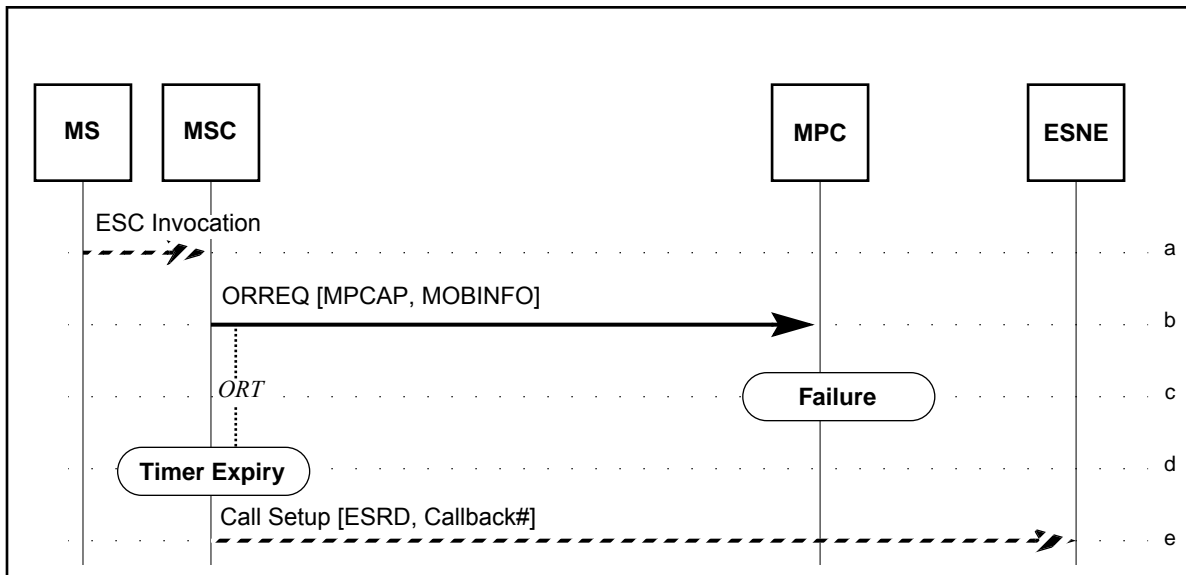 MS
MSC
MPC
ESNE
ESC Invocation
a
ORREQ [MPCAP, MOBINFO]
b
ORT
Failure
c
Timer Expiry
d
Call Setup [ESRD, Callback#]
e